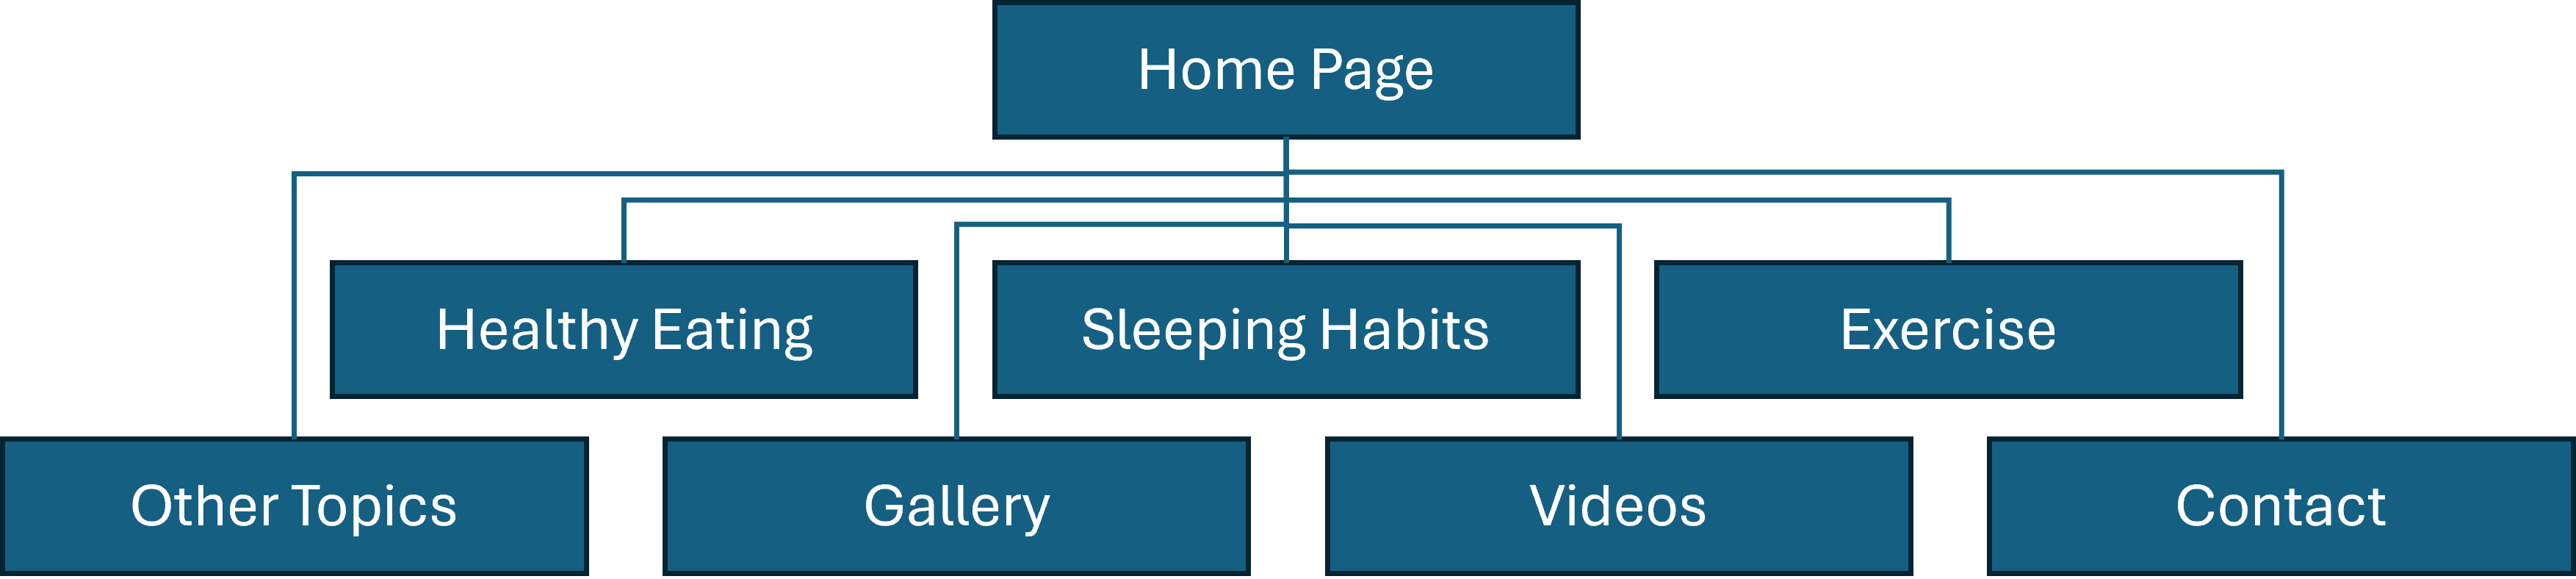 Home Page
Healthy Eating
Sleeping Habits
Exercise
Other Topics
Gallery
Videos
Contact